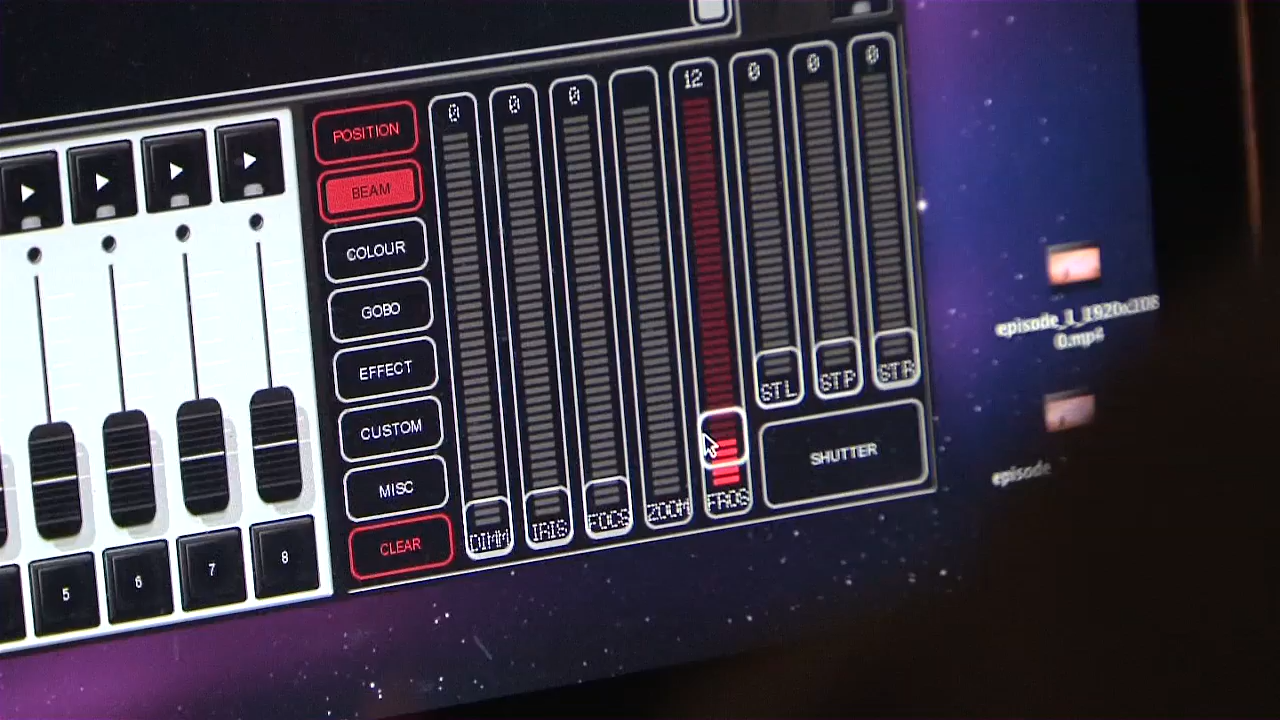 0 0 0 12 0 0 0
POSITION
BEAM
COLOUR
GOBO
EFFECT
CUSTOM
MISC
CLEAR
DIMM IRIS FOCS ZOOM FROS STL STP STR
SHUTTER
5 6 7 8
episode_1_1920x108
0.mp4
episode